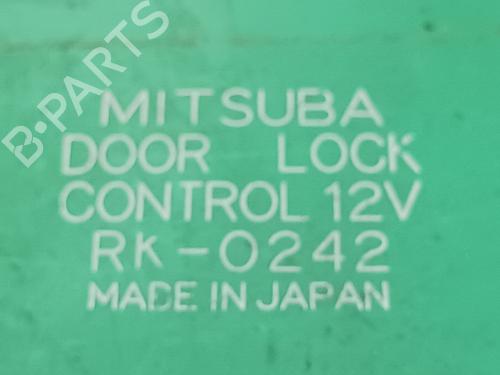 B-PARTS
MITSUBA
DOOR LOCK
CONTROL 12V
RK-0242
MADE IN JAPAN